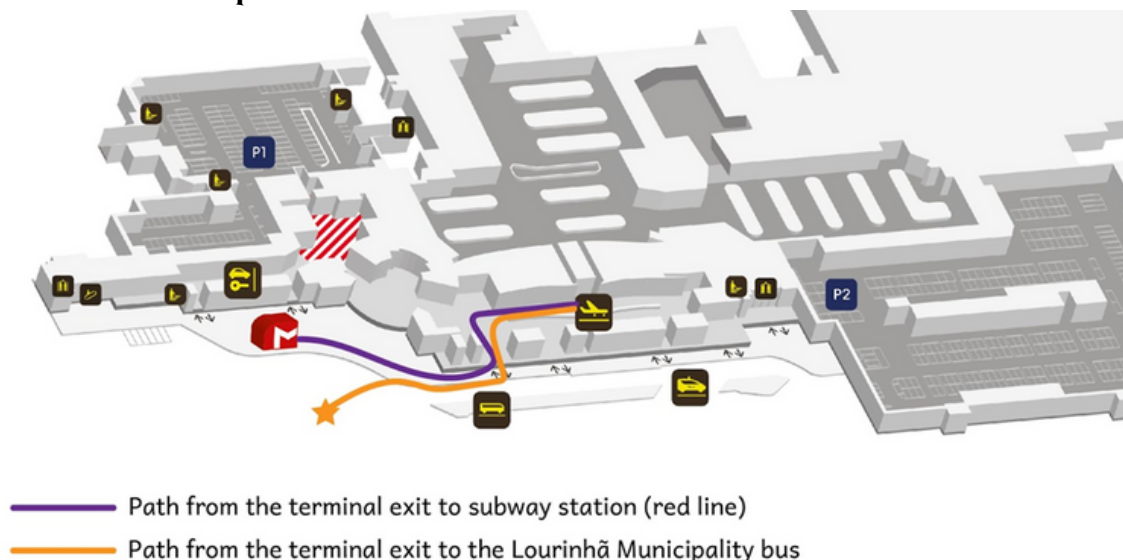 P1
P2
M
Path from the terminal exit to subway station (red line)
Path from the terminal exit to the Lourinhã Municipality bus